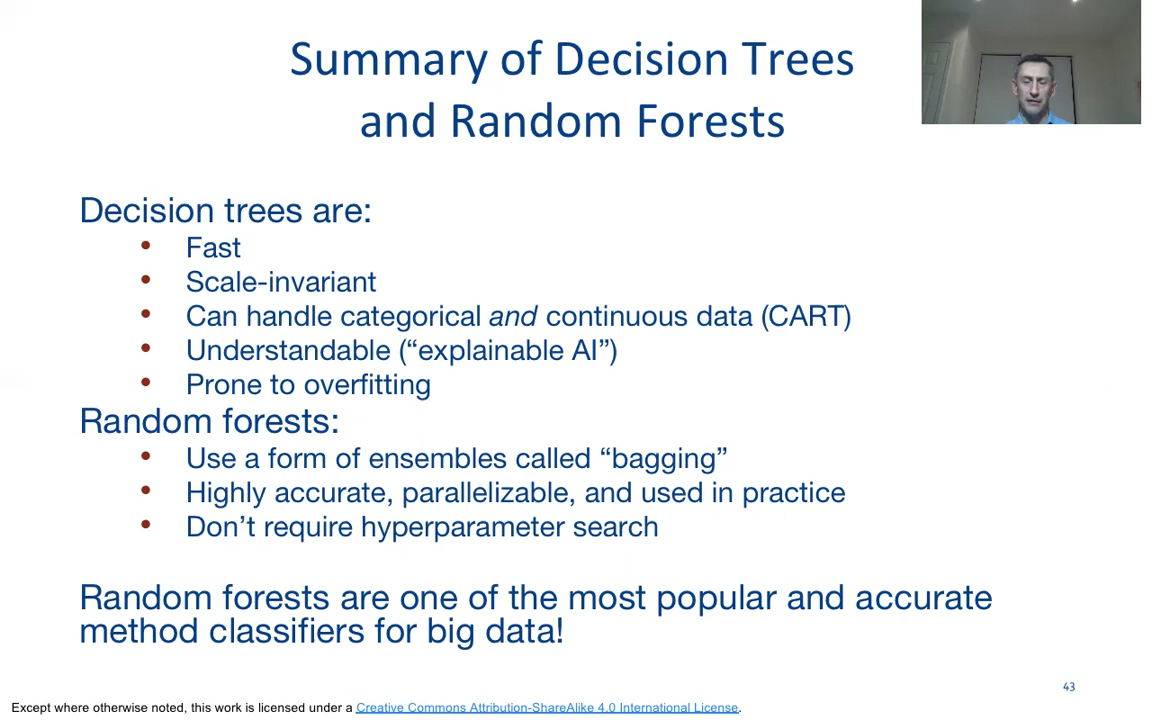 Summary of Decision Trees
and Random Forests
Decision trees are:
• Fast
• Scale-invariant
• Can handle categorical and continuous data (CART)
• Understandable (“explainable AI”)
• Prone to overfitting
Random forests:
• Use a form of ensembles called “bagging”
• Highly accurate, parallelizable, and used in practice
• Don’t require hyperparameter search
Random forests are one of the most popular and accurate
method classifiers for big data!
43
Except where otherwise noted, this work is licensed under a Creative Commons Attribution-ShareAlike 4.0 International License.